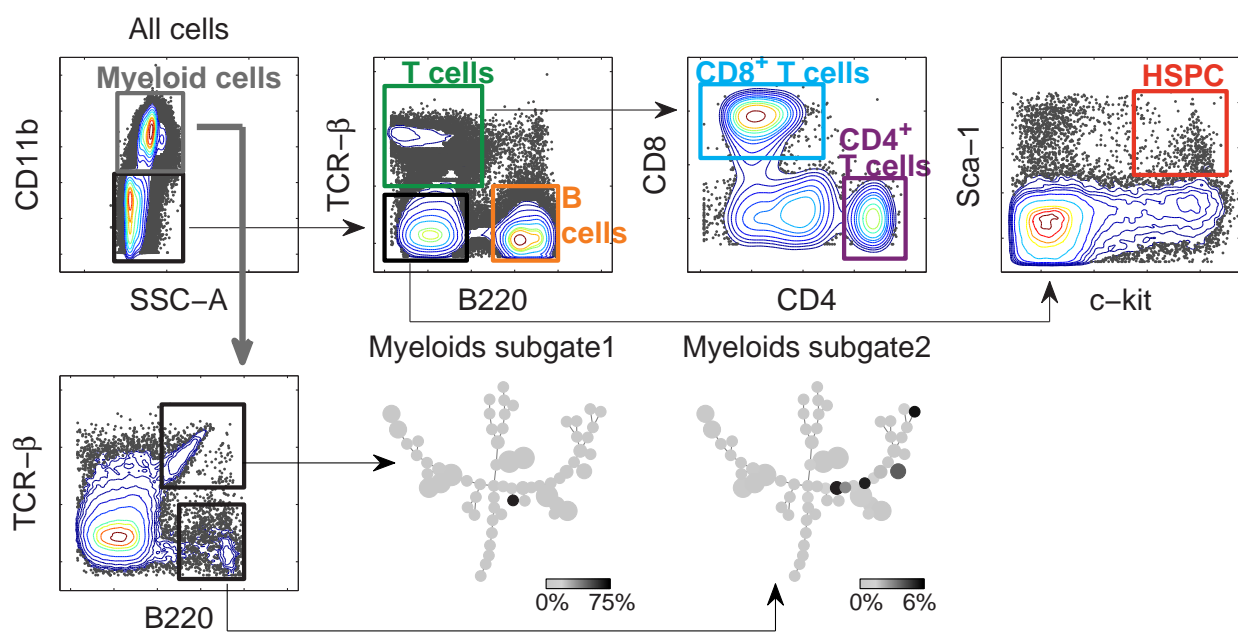 All cells
Myeloid cells
CD11b
SSC−A
T cells
TCR−β
B
cells
B220
CD8+ T cells
CD8
CD4+
T cells
CD4
HSPC
Sca−1
c−kit
Myeloids subgate1
Myeloids subgate2
TCR−β
B220
0% 75%
0% 6%